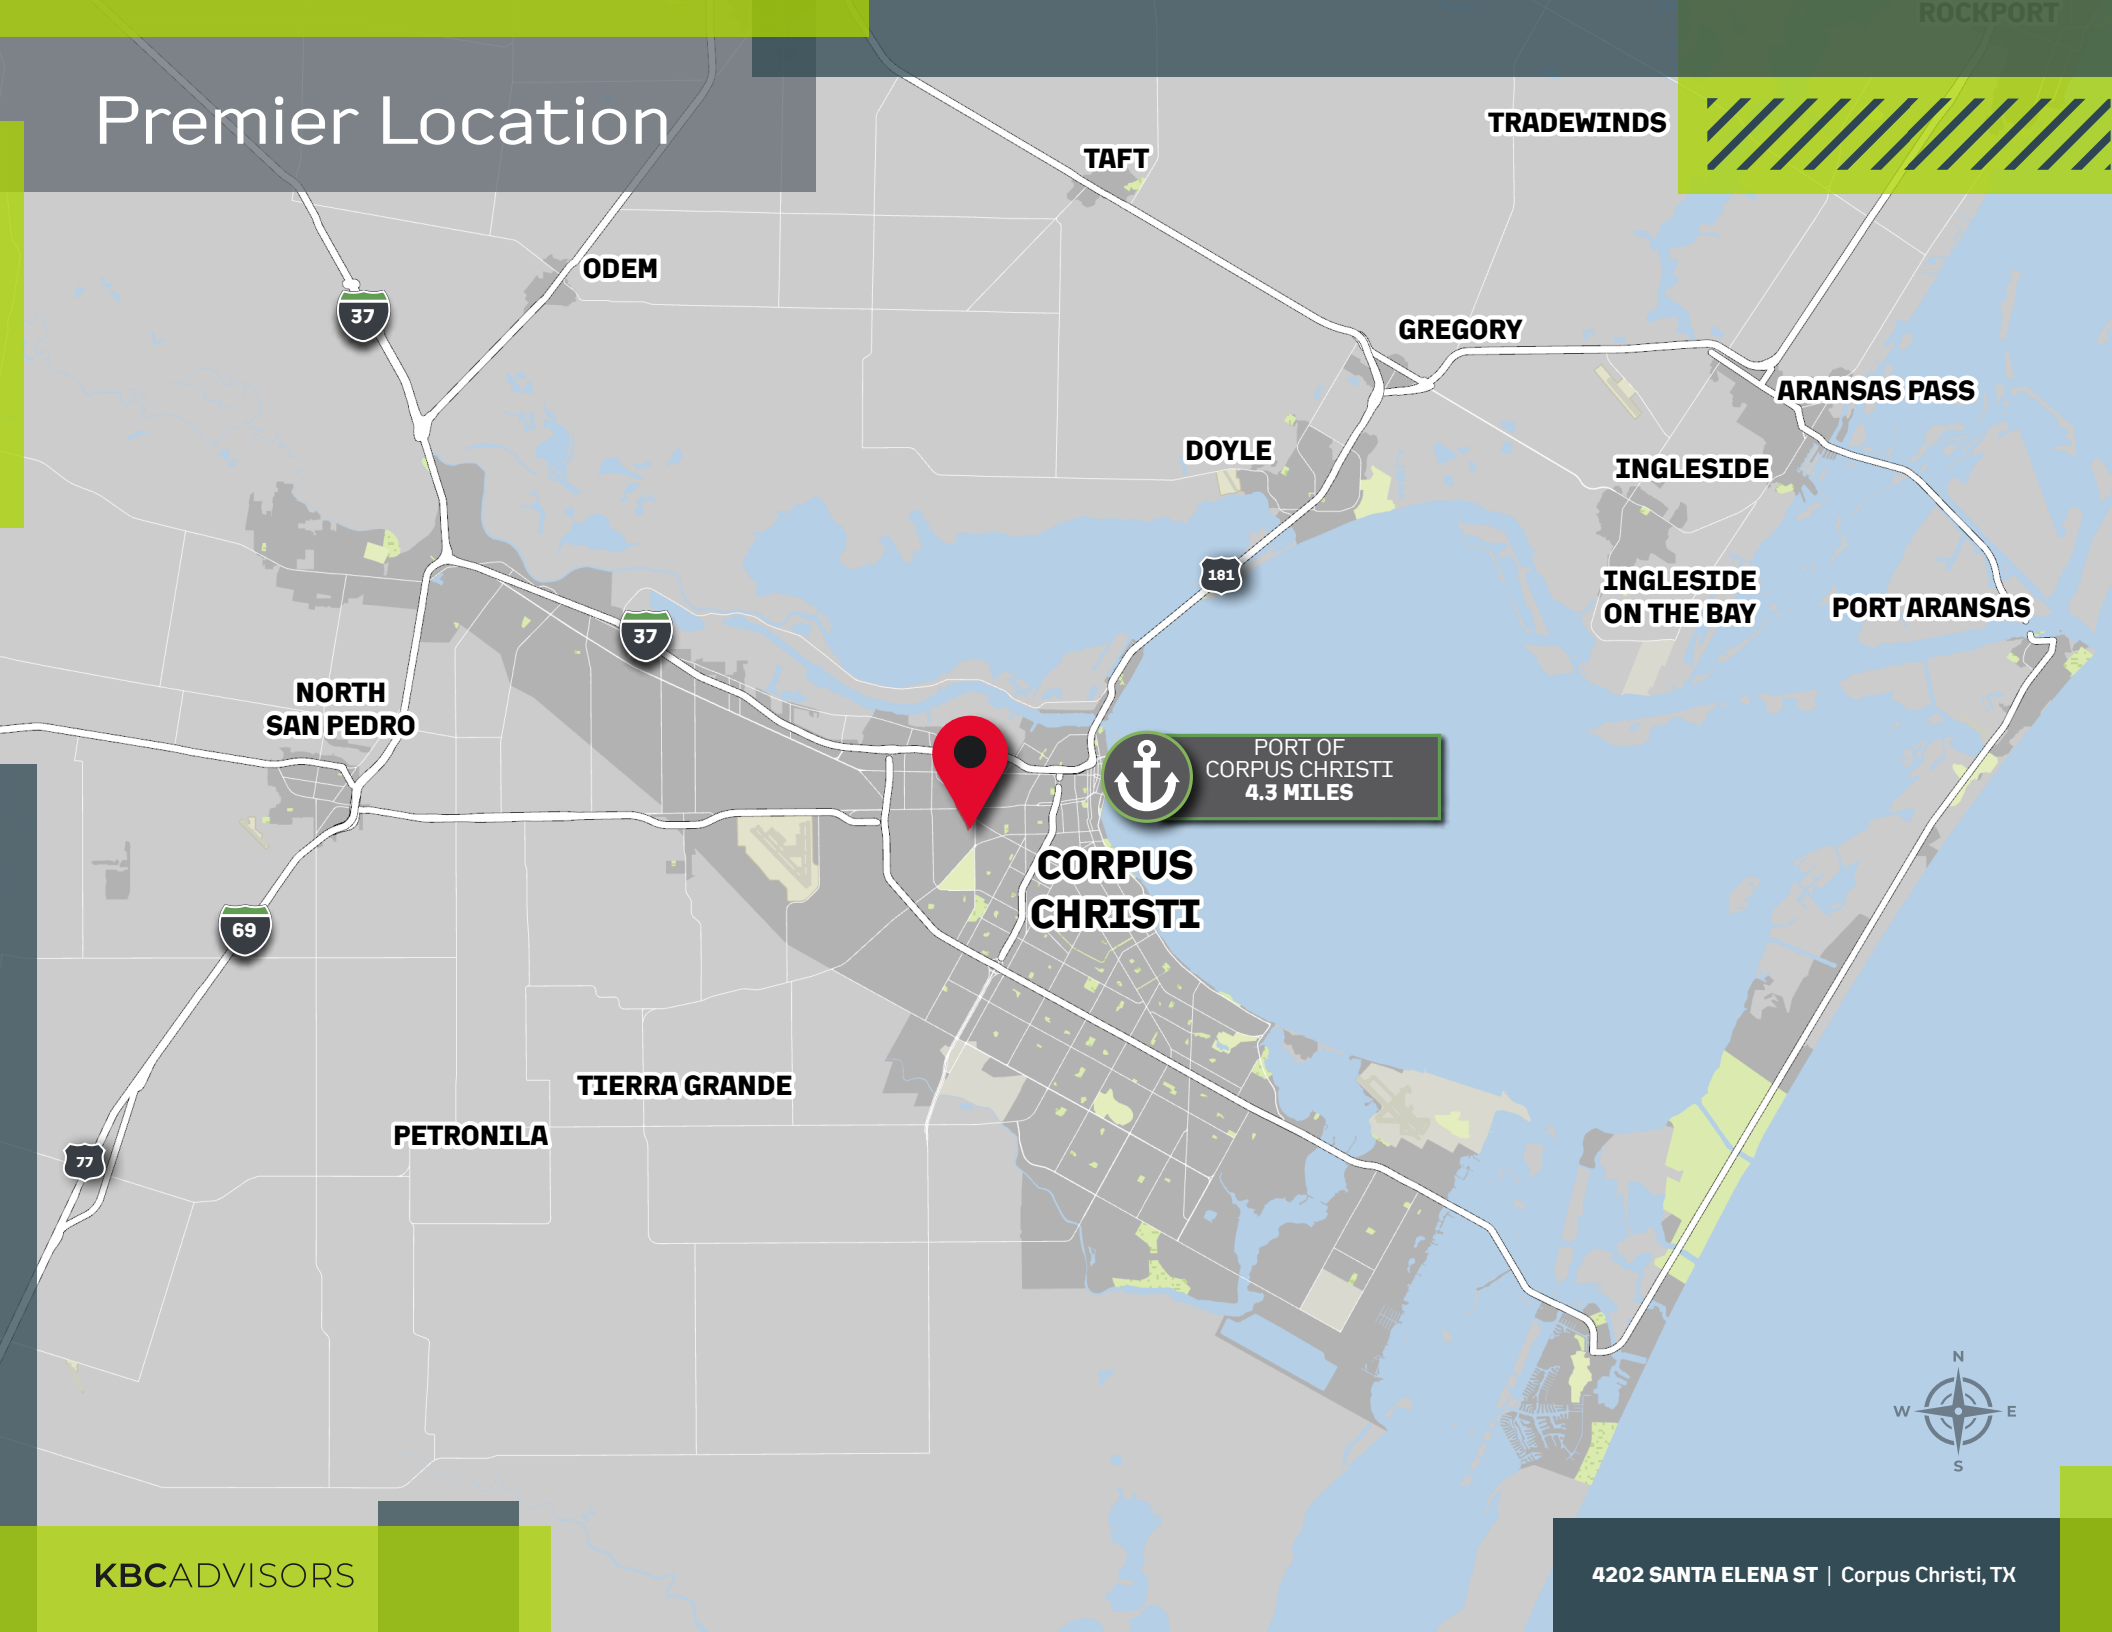 ROCKPORT
Premier Location
TRADEWINDS
TAFT
ODEM
37
GREGORY
ARANSAS PASS
DOYLE
INGLESIDE
181
INGLESIDE
ON THE BAY
PORT ARANSAS
37
NORTH
SAN PEDRO
PORT OF
CORPUS CHRISTI
4.3 MILES
CORPUS
CHRISTI
69
TIERRA GRANDE
PETRONILA
77
N
W E
S
KBCADVISORS
4202 SANTA ELENA ST | Corpus Christi, TX